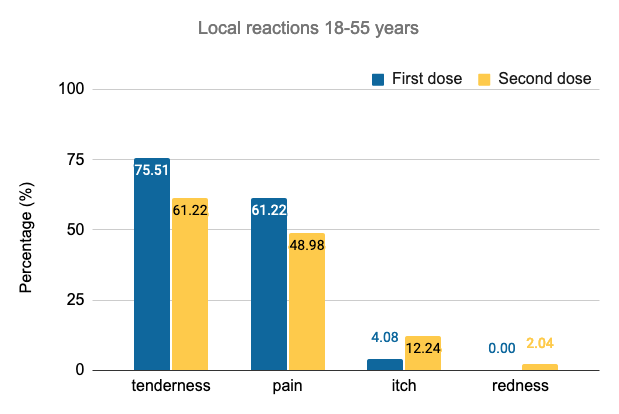 Local reactions 18-55 years
First dose
Second dose
Percentage (%)
100
75
50
25
0
75.51
61.22
61.22
48.98
4.08
12.24
0.00
2.04
tenderness
pain
itch
redness